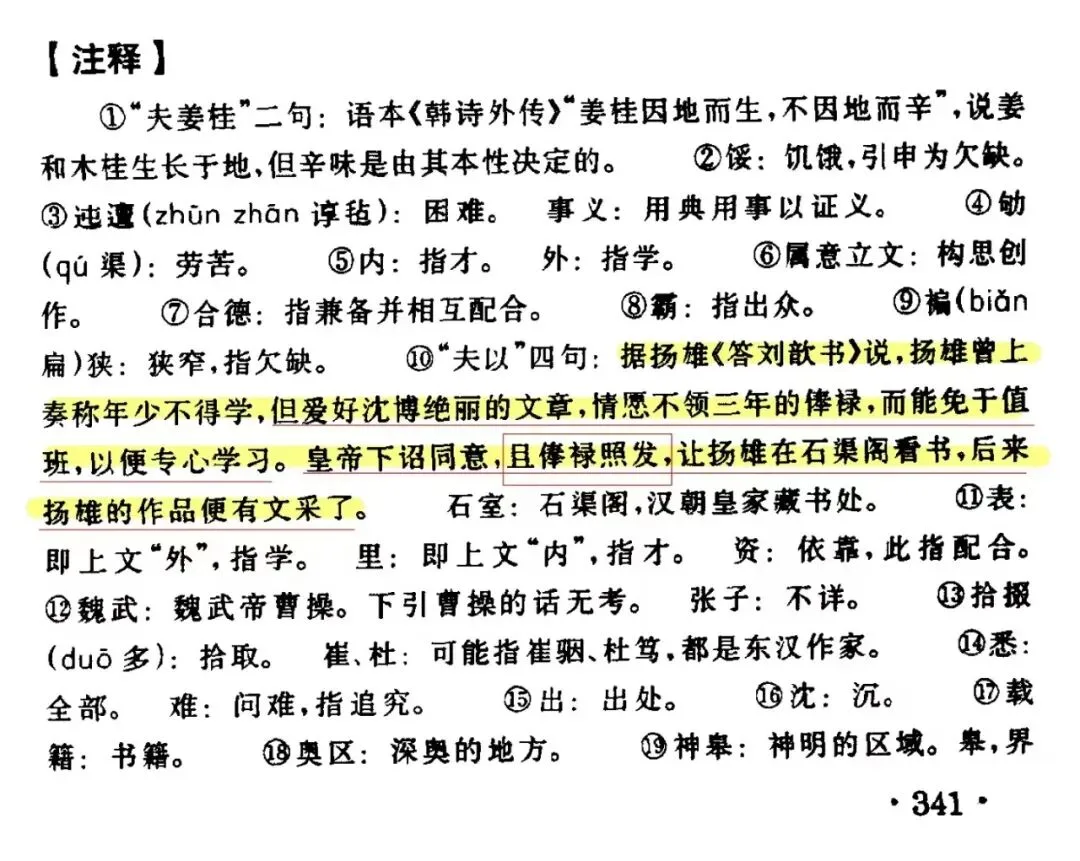 【注释】
①“夫姜桂”二句：语本《韩诗外传》“姜桂因地而生，不因地而辛”，说姜
和木桂生长于地，但辛味是由其本性决定的。 ②馁：饥饿，引申为欠缺。
③迍邅(zhūn zhān 谆毡)：困难。 事义：用典用事以证义。 ④劬
(qú 渠)：劳苦。 ⑤内：指才。 外：指学。 ⑥属意立文：构思创
作。 ⑦合德：指兼备并相互配合。 ⑧霸：指出众。 ⑨褊(biǎn
扁)狭：狭窄，指欠缺。 ⑩“夫以”四句：据扬雄《答刘歆书》说，扬雄曾上
奏称年少不得学，但爱好沈博绝丽的文章，情愿不领三年的俸禄，而能免于值
班，以便专心学习。皇帝下诏同意，且俸禄照发，让扬雄在石渠阁看书，后来
扬雄的作品便有文采了。 石室：石渠阁，汉朝皇家藏书处。 ⑪表：
即上文“外”，指学。 里：即上文“内”，指才。 资：依靠，此指配合。
⑫魏武：魏武帝曹操。下引曹操的话无考。 张子：不详。 ⑬拾掇
(duō 多)：拾取。 崔、杜：可能指崔骃、杜笃，都是东汉作家。 ⑭悉：
全部。 难：问难，指追究。 ⑮出：出处。 ⑯沈：沉。 ⑰载
籍：书籍。 ⑱奥区：深奥的地方。 ⑲神皋：神明的区域。皋，界
·341·